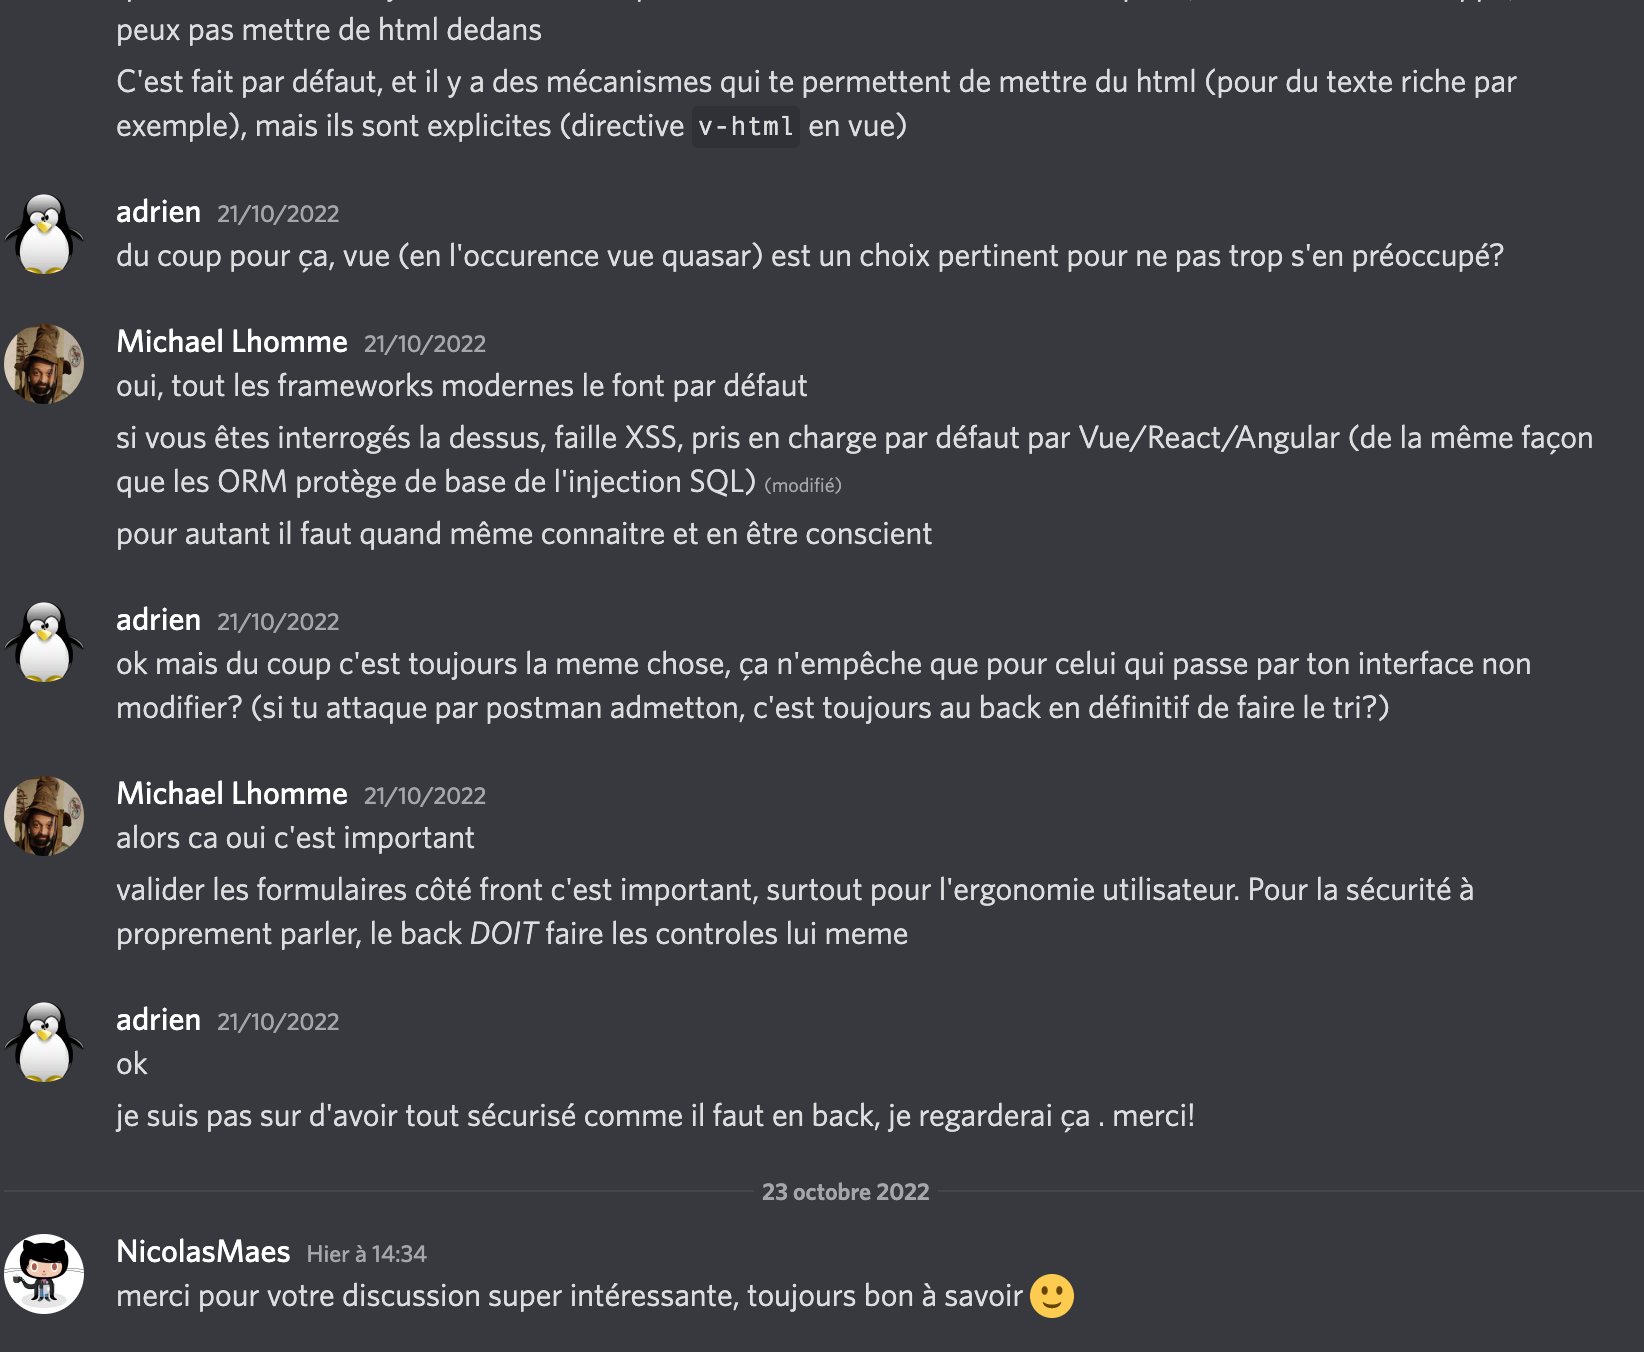 peux pas mettre de html dedans
C'est fait par défaut, et il y a des mécanismes qui te permettent de mettre du html (pour du texte riche par
exemple), mais ils sont explicites (directive v-html en vue)
adrien 21/10/2022
du coup pour ça, vue (en l'occurence vue quasar) est un choix pertinent pour ne pas trop s'en préoccupé?
Michael Lhomme 21/10/2022
oui, tout les frameworks modernes le font par défaut
si vous êtes interrogés la dessus, faille XSS, pris en charge par défaut par Vue/React/Angular (de la même façon
que les ORM protège de base de l'injection SQL) (modifié)
pour autant il faut quand même connaitre et en être conscient
adrien 21/10/2022
ok mais du coup c'est toujours la meme chose, ça n'empêche que pour celui qui passe par ton interface non
modifier? (si tu attaque par postman admetton, c'est toujours au back en définitif de faire le tri?)
Michael Lhomme 21/10/2022
alors ca oui c'est important
valider les formulaires côté front c'est important, surtout pour l'ergonomie utilisateur. Pour la sécurité à
proprement parler, le back DOIT faire les controles lui meme
adrien 21/10/2022
ok
je suis pas sur d'avoir tout sécurisé comme il faut en back, je regarderai ça . merci!
23 octobre 2022
NicolasMaes Hier à 14:34
merci pour votre discussion super intéressante, toujours bon à savoir